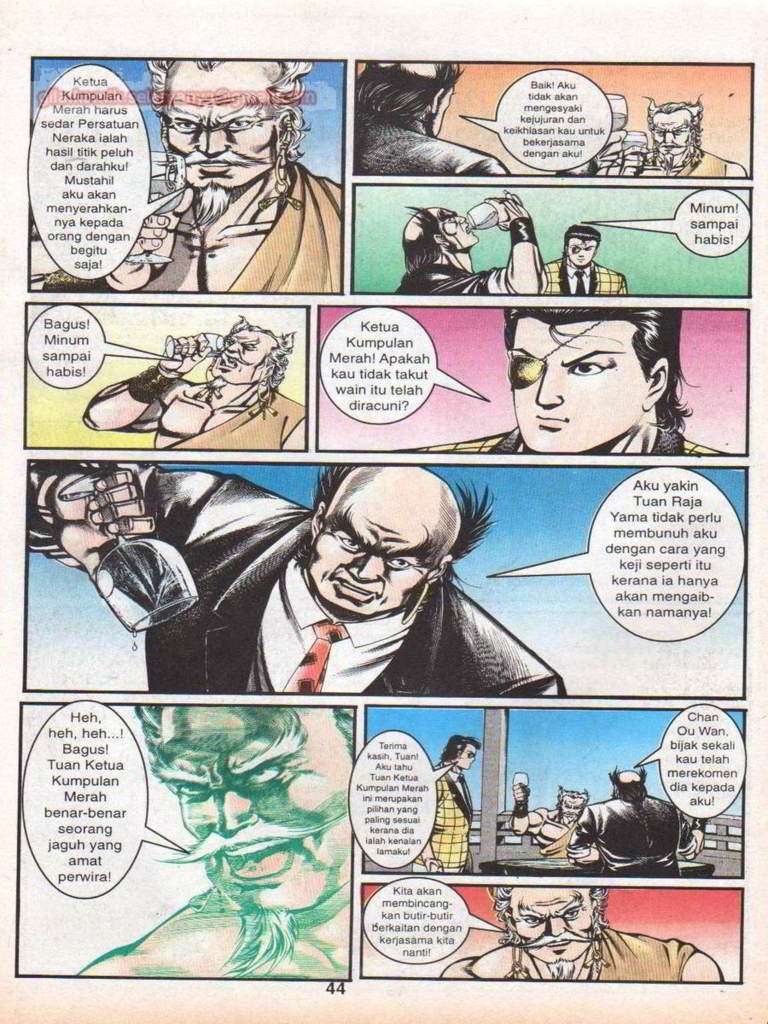 Ketua
Kumpulan
Merah harus
sedar Persatuan
Neraka ialah
hasil titik peluh
dan darahku!
Mustahil
aku akan
menyerahkan-
nya kepada
orang dengan
begitu
saja!
Baik! Aku
tidak akan
mengesyaki
kejujuran dan
keikhlasan kau untuk
bekerjasama
dengan aku!
Minum!
sampai
habis!
Bagus!
Minum
sampai
habis!
Ketua
Kumpulan
Merah! Apakah
kau tidak takut
wain itu telah
diracuni?
Aku yakin
Tuan Raja
Yama tidak perlu
membunuh aku
dengan cara yang
keji seperti itu
kerana ia hanya
akan mengaib-
kan namanya!
Heh,
heh, heh...!
Bagus!
Tuan Ketua
Kumpulan
Merah
benar-benar
seorang
jaguh yang
amat
perwira!
Terima
kasih, Tuan!
Aku tahu
Tuan Ketua
Kumpulan Merah
ini merupakan
pilihan yang
paling sesuai
kerana dia
ialah kenalan
lamaku!
Chan
Ou Wan,
bijak sekali
kau telah
merekomen
dia kepada
aku!
Kita akan
membincang-
kan butir-butir
berkaitan dengan
kerjasama kita
nanti!
44